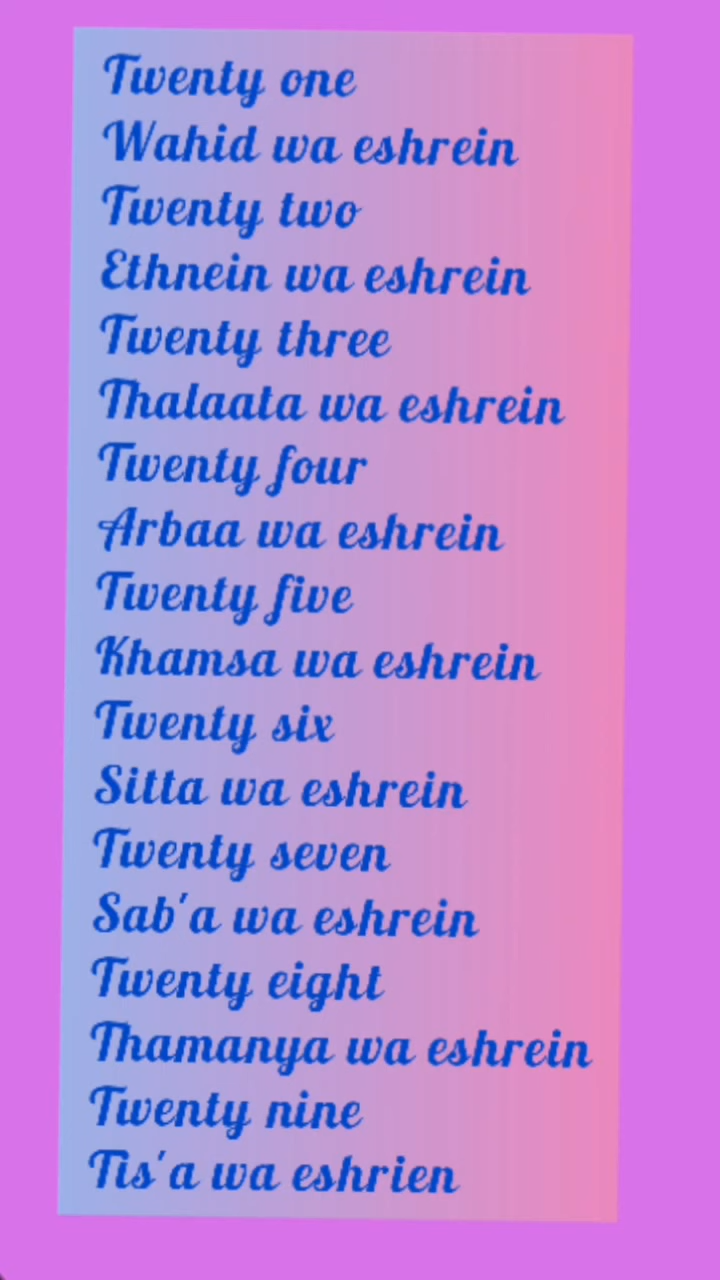 Twenty one
Wahid wa eshrein
Twenty two
Ethnein wa eshrein
Twenty three
Thalaata wa eshrein
Twenty four
Arbaa wa eshrein
Twenty five
Khamsa wa eshrein
Twenty six
Sitta wa eshrein
Twenty seven
Sab'a wa eshrein
Twenty eight
Thamanya wa eshrein
Twenty nine
Tis'a wa eshrien